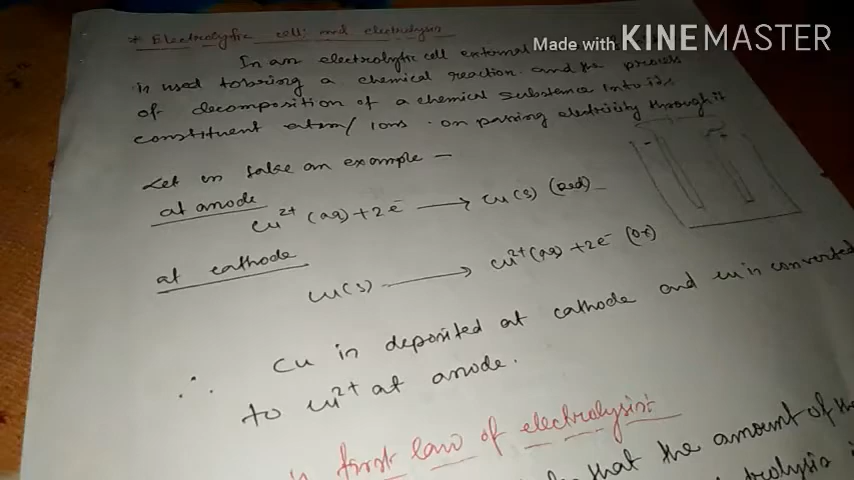 Made with KINEMASTER
* Electrolytic cell and electrolysis
In an electrolytic cell external
is used to bring a chemical reaction and the process
of decomposition of a chemical substance into its
constituent atom/ ions on passing electricity through it
Let us take an example —
at anode
Cu²⁺ (aq) + 2e⁻ → Cu(s) (Red)
at cathode
Cu(s) → Cu²⁺(aq) + 2e⁻ (Ox)
- +
∴ Cu is deposited at cathode and Cu is converted
to Cu²⁺ at anode.
first law of electrolysis:
that the amount of the